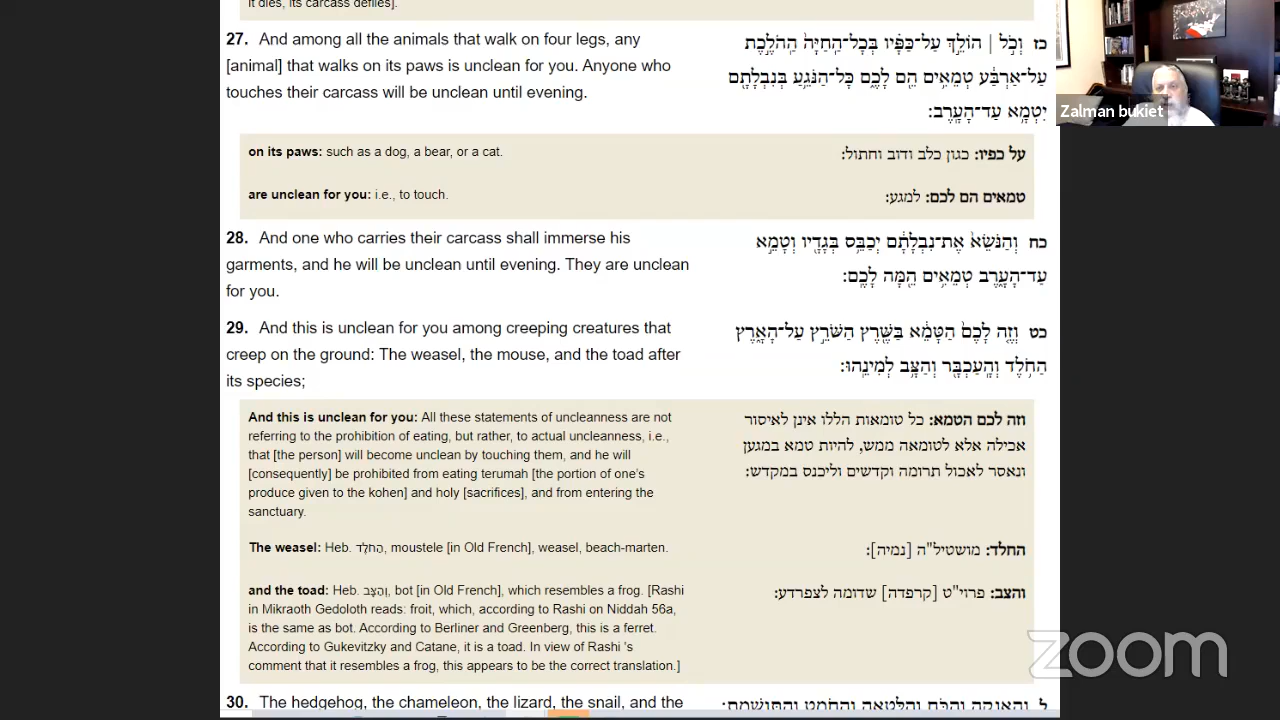 it dies, its carcass defiles].
27. And among all the animals that walk on four legs, any
[animal] that walks on its paws is unclean for you. Anyone who
touches their carcass will be unclean until evening.
כז וְכֹ֣ל | הוֹלֵ֣ךְ עַל־כַּפָּ֗יו בְּכָל־הַֽחַיָּה֙ הַֽהֹלֶ֣כֶת
עַל־אַרְבַּ֔ע טְמֵאִ֥ים הֵ֖ם לָכֶ֑ם כָּל־הַנֹּגֵ֥עַ בְּנִבְלָתָ֖ם
יִטְמָ֥א עַד־הָעָֽרֶב:
on its paws: such as a dog, a bear, or a cat.
על כפיו: כגון כלב ודוב וחתול:
are unclean for you: i.e., to touch.
טמאים הם לכם: למגע:
28. And one who carries their carcass shall immerse his
garments, and he will be unclean until evening. They are unclean
for you.
כח וְהַנֹּשֵׂא֙ אֶת־נִבְלָתָ֔ם יְכַבֵּ֥ס בְּגָדָ֖יו וְטָמֵ֣א
עַד־הָעָ֑רֶב טְמֵאִ֥ים הֵ֖מָּה לָכֶֽם:
29. And this is unclean for you among creeping creatures that
creep on the ground: The weasel, the mouse, and the toad after
its species;
כט וְזֶ֤ה לָכֶם֙ הַטָּמֵ֔א בַּשֶּׁ֖רֶץ הַשֹּׁרֵ֣ץ עַל־הָאָ֑רֶץ
הַחֹ֥לֶד וְהָֽעַכְבָּ֖ר וְהַצָּ֥ב לְמִינֵֽהוּ:
And this is unclean for you: All these statements of uncleanness are not
referring to the prohibition of eating, but rather, to actual uncleanness, i.e.,
that [the person] will become unclean by touching them, and he will
[consequently] be prohibited from eating terumah [the portion of one's
produce given to the kohen] and holy [sacrifices], and from entering the
sanctuary.
וזה לכם הטמא: כל טומאות הללו אינן לאיסור
אכילה אלא לטומאה ממש, להיות טמא במגען
ונאסר לאכול תרומה וקדשים וליכנס במקדש:
The weasel: Heb. הַחֹלֶד, moustele [in Old French], weasel, beach-marten.
החלד: מושטיל"ה [נמיה]:
and the toad: Heb. וְהַצָּב, bot [in Old French], which resembles a frog. [Rashi
in Mikraoth Gedoloth reads: froit, which, according to Rashi on Niddah 56a,
is the same as bot. According to Berliner and Greenberg, this is a ferret.
According to Gukevitzky and Catane, it is a toad. In view of Rashi 's
comment that it resembles a frog, this appears to be the correct translation.]
והצב: פרוי"ט [קרפדה] שדומה לצפרדע:
30. The hedgehog, the chameleon, the lizard, the snail, and the
ל וְהָאֲנָקָ֥ה וְהַכֹּ֖חַ וְהַלְּטָאָ֑ה וְהַחֹ֖מֶט וְהַתִּנְשָֽׁמֶת:
Zalman bukiet
zoom